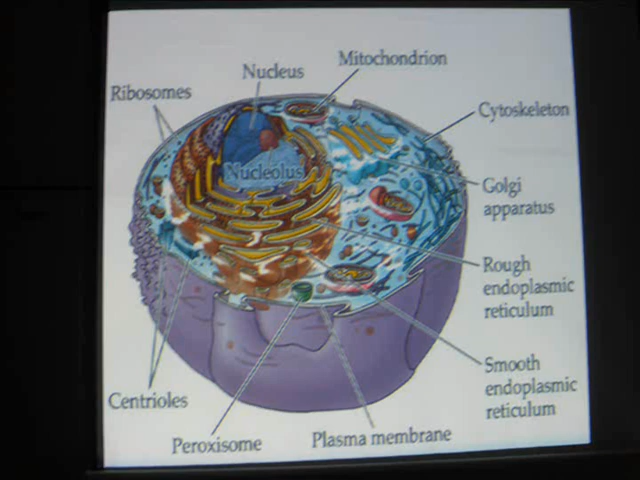 Mitochondrion
Nucleus
Ribosomes
Cytoskeleton
Nucleolus
Golgi
apparatus
Rough
endoplasmic
reticulum
Smooth
endoplasmic
reticulum
Centrioles
Peroxisome
Plasma membrane